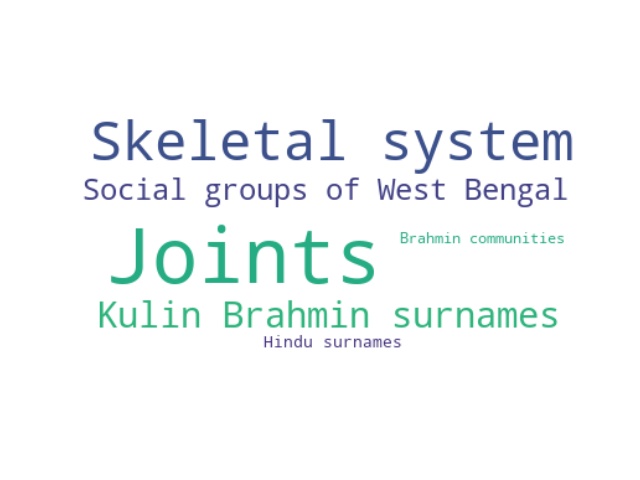 Skeletal system
Social groups of West Bengal
Joints
Brahmin communities
Kulin Brahmin surnames
Hindu surnames